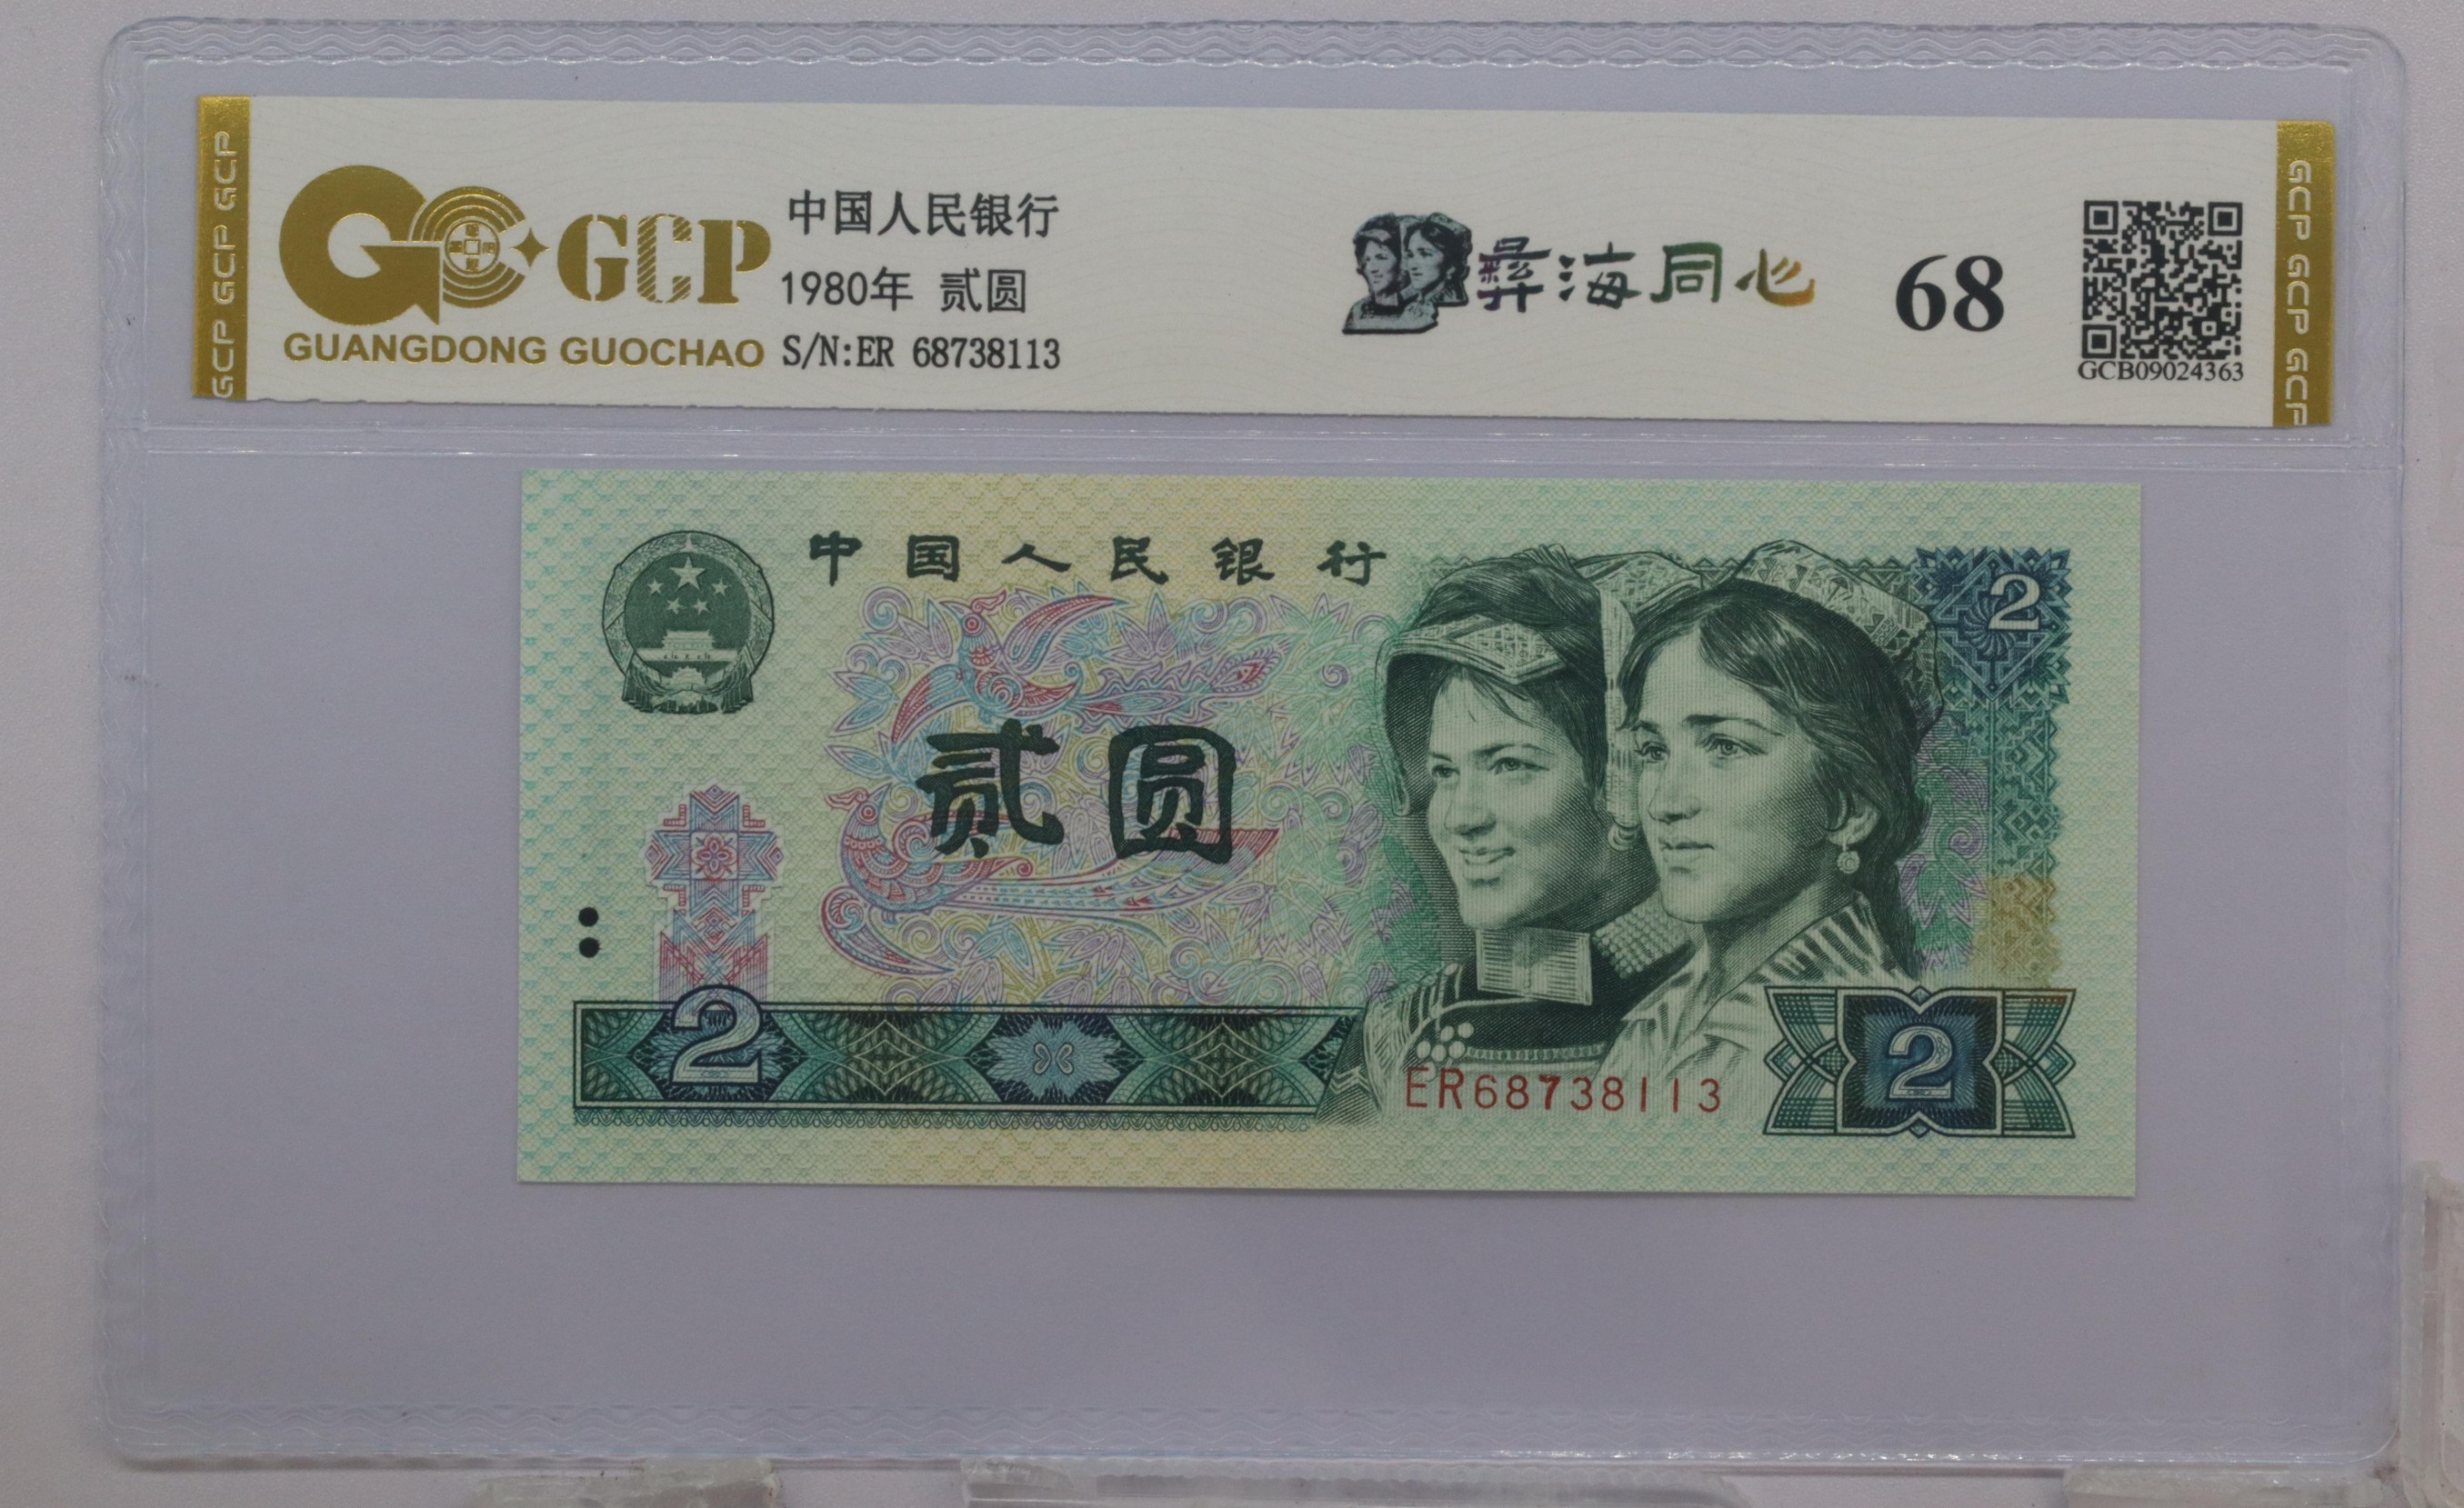 GCP GCP GCP
GCP
GUANGDONG GUOCHAO
中国人民银行
1980年 贰圆
S/N:ER 68738113
彝海同心
68
GCB09024363
GCP GCP GCP
中国人民银行
2
贰圆
2
ER68738113
2